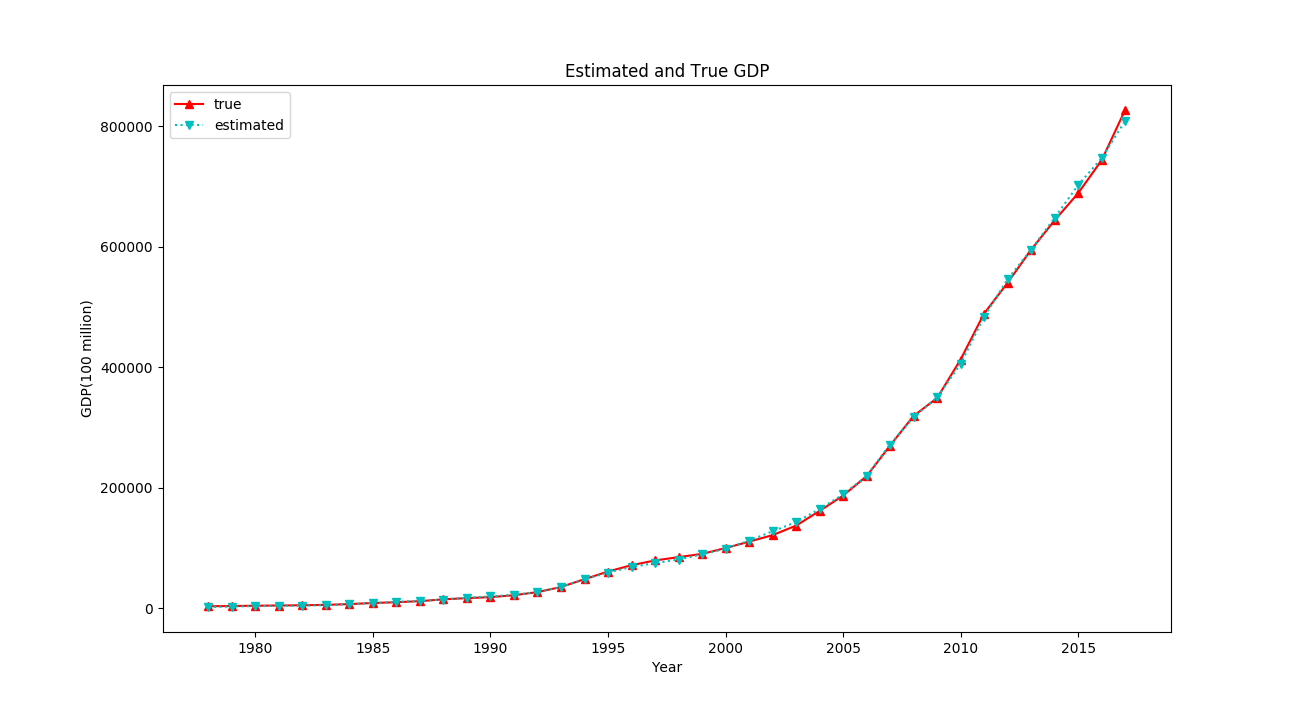 Estimated and True GDP
true
estimated
800000
600000
400000
200000
0
GDP(100 million)
1980 1985 1990 1995 2000 2005 2010 2015
Year